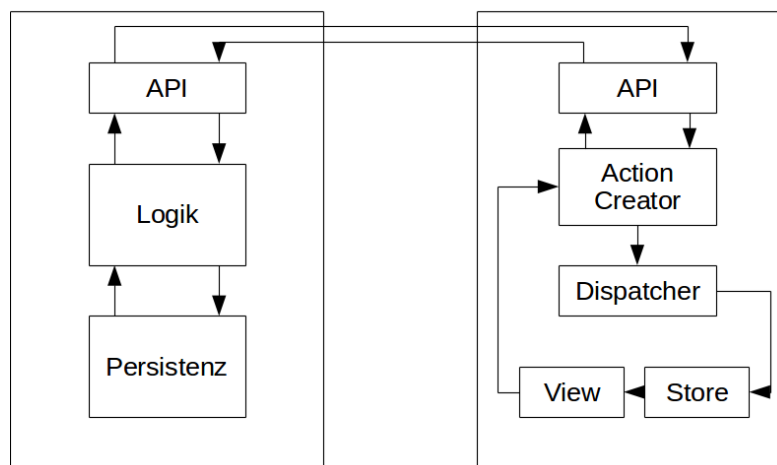 API
Logik
Persistenz
API
Action
Creator
Dispatcher
View
Store